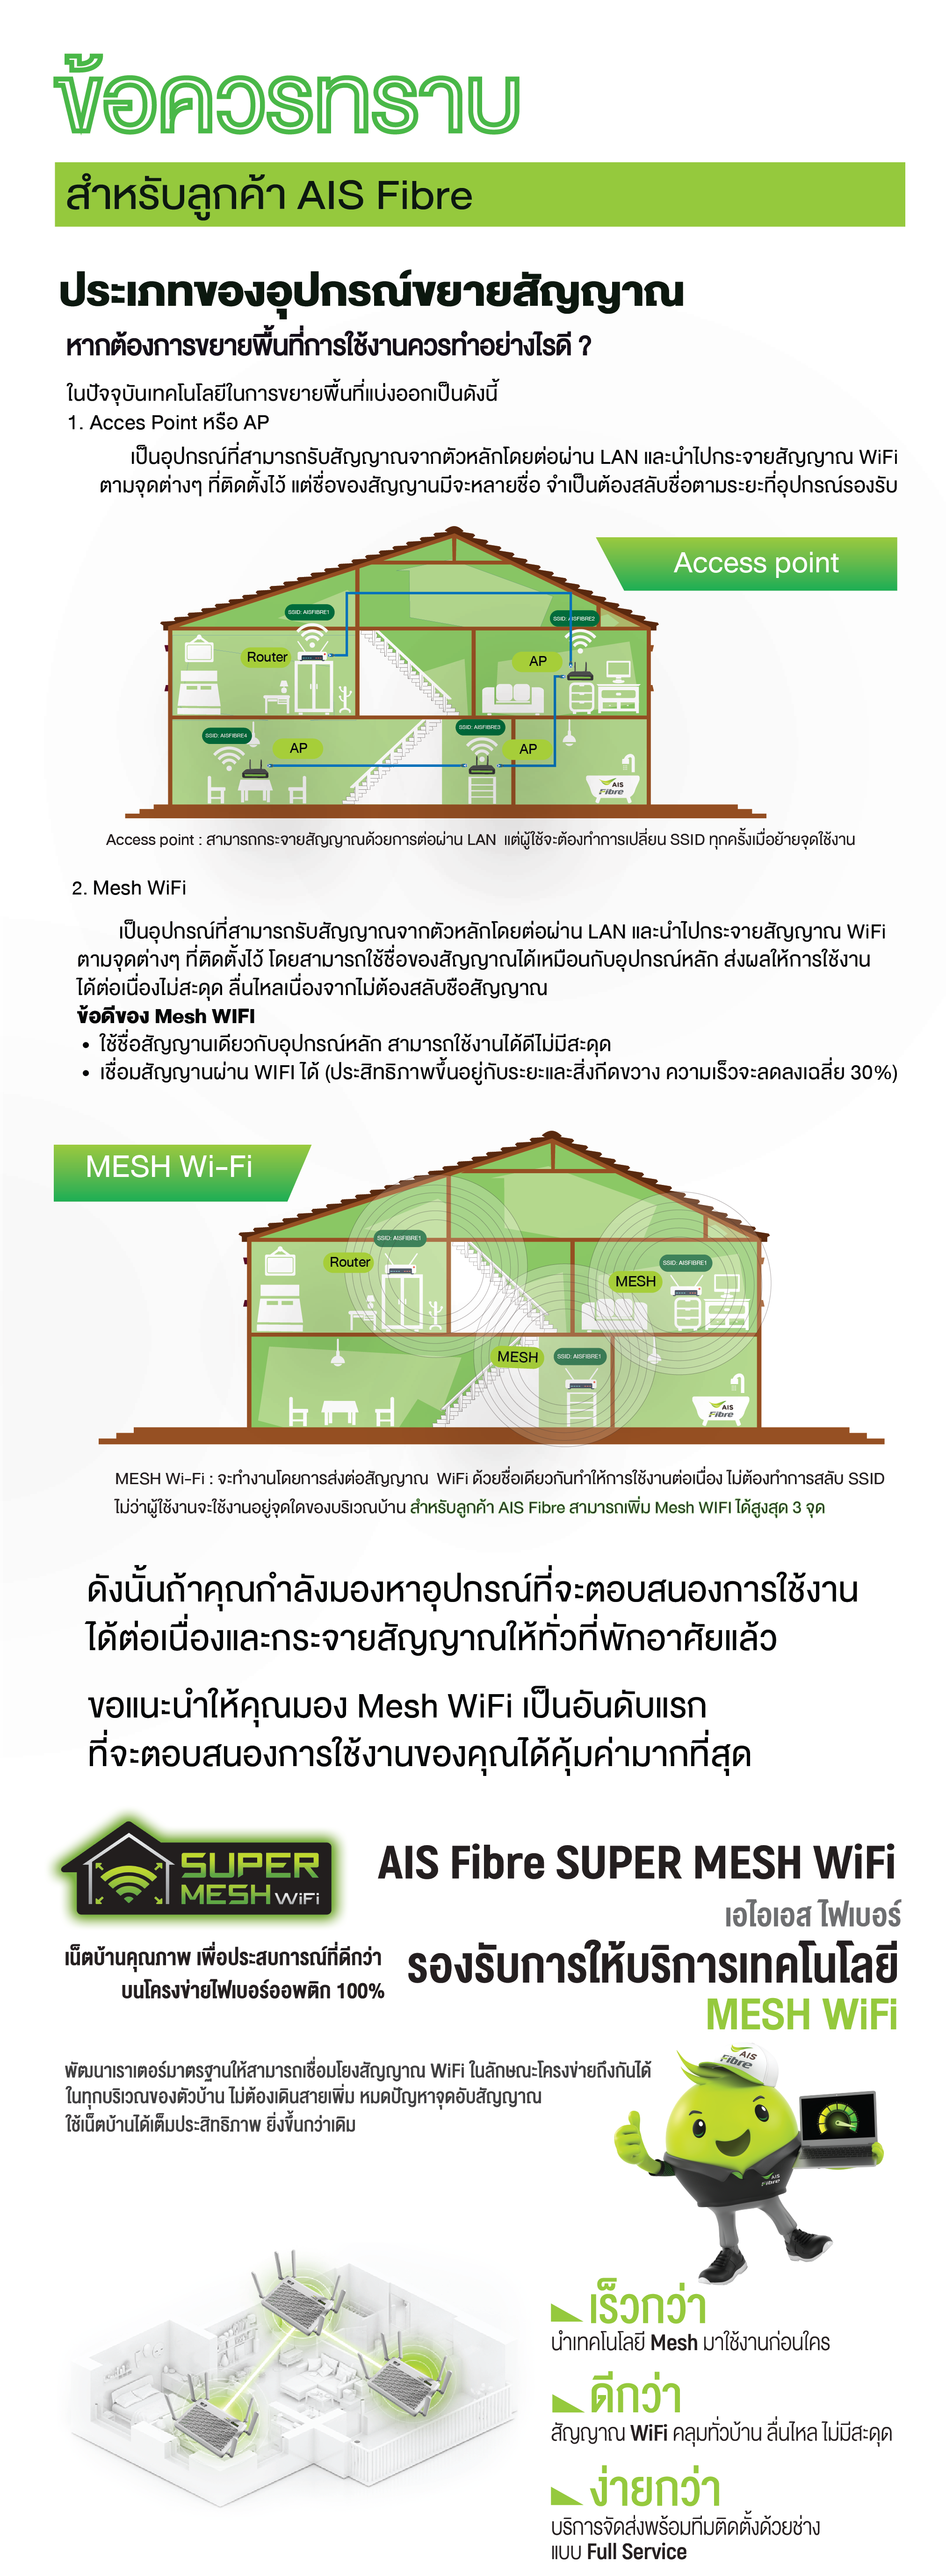 ข้อควรทราบ
สำหรับลูกค้า AIS Fibre
ประเภทของอุปกรณ์ขยายสัญญาณ
หากต้องการขยายพื้นที่การใช้งานควรทำอย่างไรดี ?
ในปัจจุบันเทคโนโลยีในการขยายพื้นที่แบ่งออกเป็นดังนี้
1. Acces Point หรือ AP
เป็นอุปกรณ์ที่สามารถรับสัญญาณจากตัวหลักโดยต่อผ่าน LAN และนำไปกระจายสัญญาณ WiFi
ตามจุดต่างๆ ที่ติดตั้งไว้ แต่ชื่อของสัญญานมีจะหลายชื่อ จำเป็นต้องสลับชื่อตามระยะที่อุปกรณ์รองรับ
Access point
SSID: AISFIBRE1
SSID: AISFIBRE2
Router
AP
SSID: AISFIBRE4
SSID: AISFIBRE3
AP
AP
AIS
Fibre
Access point : สามารถกระจายสัญญาณด้วยการต่อผ่าน LAN แต่ผู้ใช้จะต้องทำการเปลี่ยน SSID ทุกครั้งเมื่อย้ายจุดใช้งาน
2. Mesh WiFi
เป็นอุปกรณ์ที่สามารถรับสัญญาณจากตัวหลักโดยต่อผ่าน LAN และนำไปกระจายสัญญาณ WiFi
ตามจุดต่างๆ ที่ติดตั้งไว้ โดยสามารถใช้ชื่อของสัญญาณได้เหมือนกับอุปกรณ์หลัก ส่งผลให้การใช้งาน
ได้ต่อเนื่องไม่สะดุด ลื่นไหลเนื่องจากไม่ต้องสลับชือสัญญาณ
ข้อดีของ Mesh WIFI
• ใช้ชื่อสัญญานเดียวกับอุปกรณ์หลัก สามารถใช้งานได้ดีไม่มีสะดุด
• เชื่อมสัญญานผ่าน WIFI ได้ (ประสิทธิภาพขึ้นอยู่กับระยะและสิ่งกีดขวาง ความเร็วจะลดลงเฉลี่ย 30%)
MESH Wi-Fi
SSID: AISFIBRE1
Router
SSID: AISFIBRE1
MESH
MESH
SSID: AISFIBRE1
AIS
Fibre
MESH Wi-Fi : จะทำงานโดยการส่งต่อสัญญาณ WiFi ด้วยชื่อเดียวกันทำให้การใช้งานต่อเนื่อง ไม่ต้องทำการสลับ SSID
ไม่ว่าผู้ใช้งานจะใช้งานอยู่จุดใดของบริเวณบ้าน สำหรับลูกค้า AIS Fibre สามารถเพิ่ม Mesh WIFI ได้สูงสุด 3 จุด
ดังนั้นถ้าคุณกำลังมองหาอุปกรณ์ที่จะตอบสนองการใช้งาน
ได้ต่อเนื่องและกระจายสัญญาณให้ทั่วที่พักอาศัยแล้ว
ขอแนะนำให้คุณมอง Mesh WiFi เป็นอันดับแรก
ที่จะตอบสนองการใช้งานของคุณได้คุ้มค่ามากที่สุด
SUPER
MESH WiFi
AIS Fibre SUPER MESH WiFi
เอไอเอส ไฟเบอร์
เน็ตบ้านคุณภาพ เพื่อประสบการณ์ที่ดีกว่า
บนโครงข่ายไฟเบอร์ออพติก 100%
รองรับการให้บริการเทคโนโลยี
MESH WiFi
พัฒนาเราเตอร์มาตรฐานให้สามารถเชื่อมโยงสัญญาณ WiFi ในลักษณะโครงข่ายถึงกันได้
ในทุกบริเวณของตัวบ้าน ไม่ต้องเดินสายเพิ่ม หมดปัญหาจุดอับสัญญาณ
ใช้เน็ตบ้านได้เต็มประสิทธิภาพ ยิ่งขึ้นกว่าเดิม
AIS
Fibre
AIS
Fibre
เร็วกว่า
นำเทคโนโลยี Mesh มาใช้งานก่อนใคร
ดีกว่า
สัญญาณ WiFi คลุมทั่วบ้าน ลื่นไหล ไม่มีสะดุด
ง่ายกว่า
บริการจัดส่งพร้อมทีมติดตั้งด้วยช่าง
แบบ Full Service